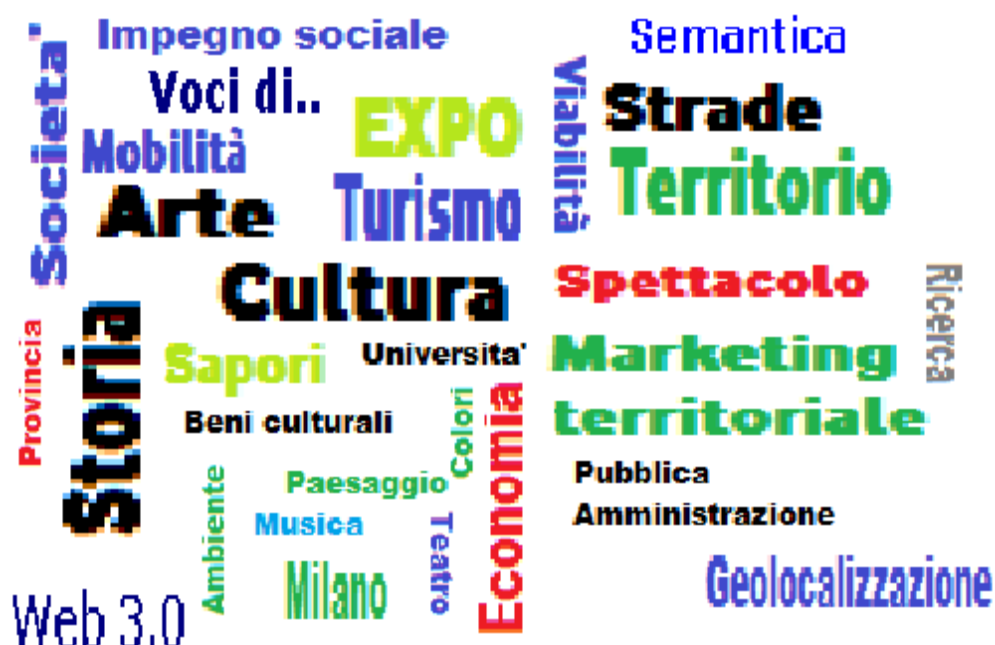 Societa'
Impegno sociale
Semantica
Voci di..
EXPO
Viabilirtà
Strade
Mobilità
Territorio
Arte
Turismo
Cultura
Spettacolo
Ricerca
Provincia
Storia
Sapori
Universita'
Marketing
territoriale
Beni culturali
Colori
Economia
Ambiente
Paesaggio
Pubblica
Amministrazione
Musica
Teatro
Milano
Geolocalizzazione
Web 3.0